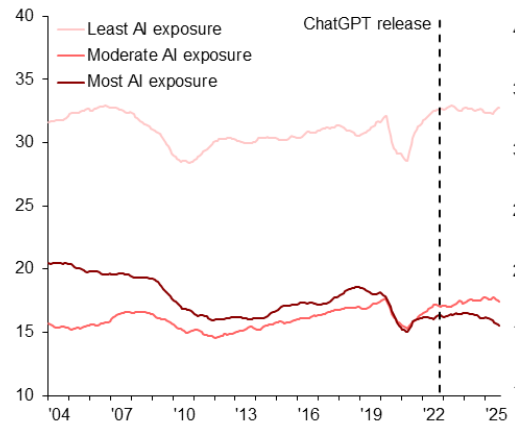 40
35
30
25
20
15
10
Least AI exposure
Moderate AI exposure
Most AI exposure
ChatGPT release
'04 '07 '10 '13 '16 '19 '22 '25